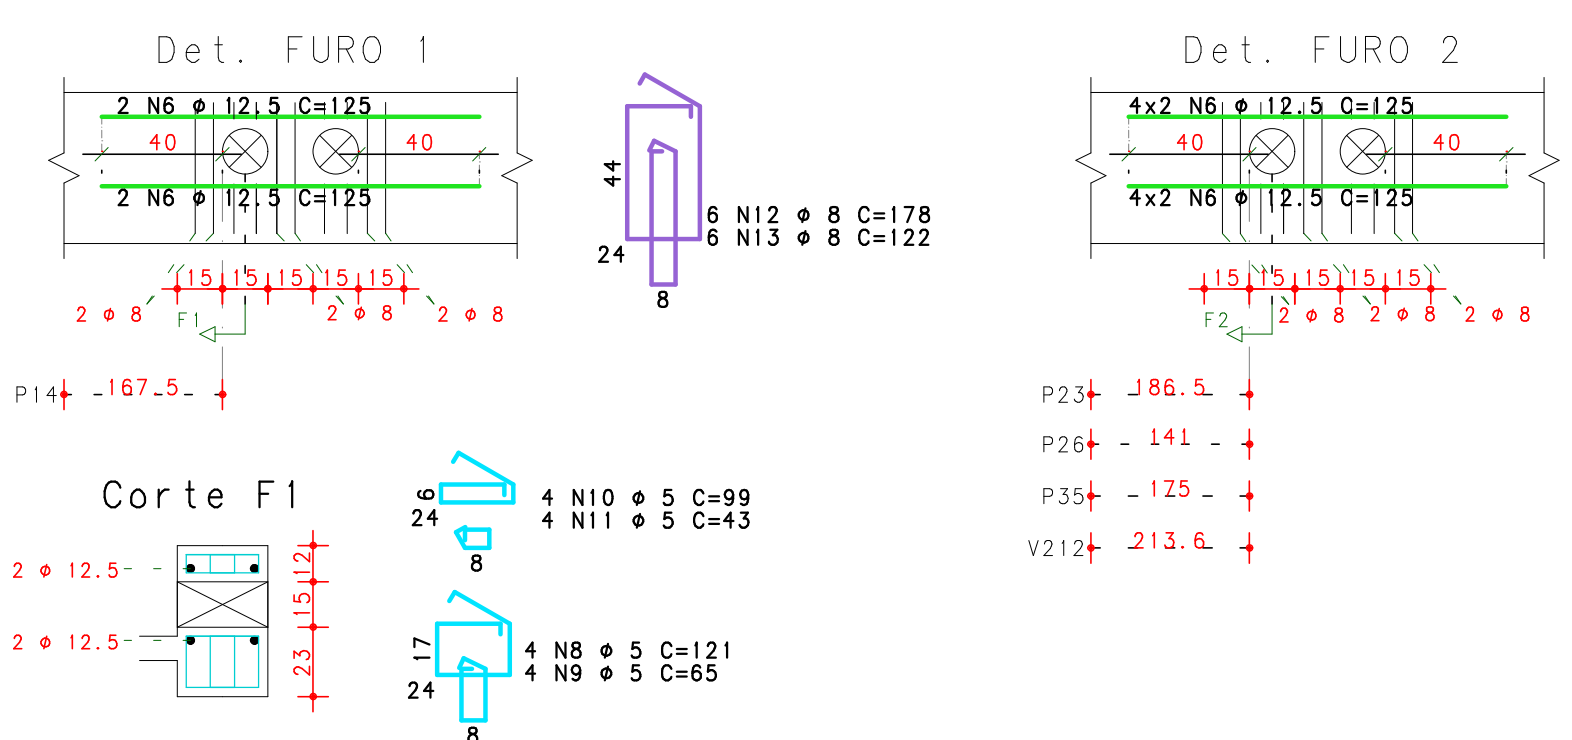 Det. FURO 1
2 N6 ø 12.5 C=125
40 40
2 N6 ø 12.5 C=125
15 15 15 15 15
2 ø 8 2 ø 8 2 ø 8
F1
P14 167.5
44
24
8
6 N12 ø 8 C=178
6 N13 ø 8 C=122
Det. FURO 2
4x2 N6 ø 12.5 C=125
40 40
4x2 N6 ø 12.5 C=125
15 15 15 15 15
2 ø 8 2 ø 8 2 ø 8
F2
P23 186.5
P26 141
P35 175
V212 213.6
Corte F1
2 ø 12.5
2 ø 12.5
12
15
23
6
24
8
4 N10 ø 5 C=99
4 N11 ø 5 C=43
17
24
8
4 N8 ø 5 C=121
4 N9 ø 5 C=65